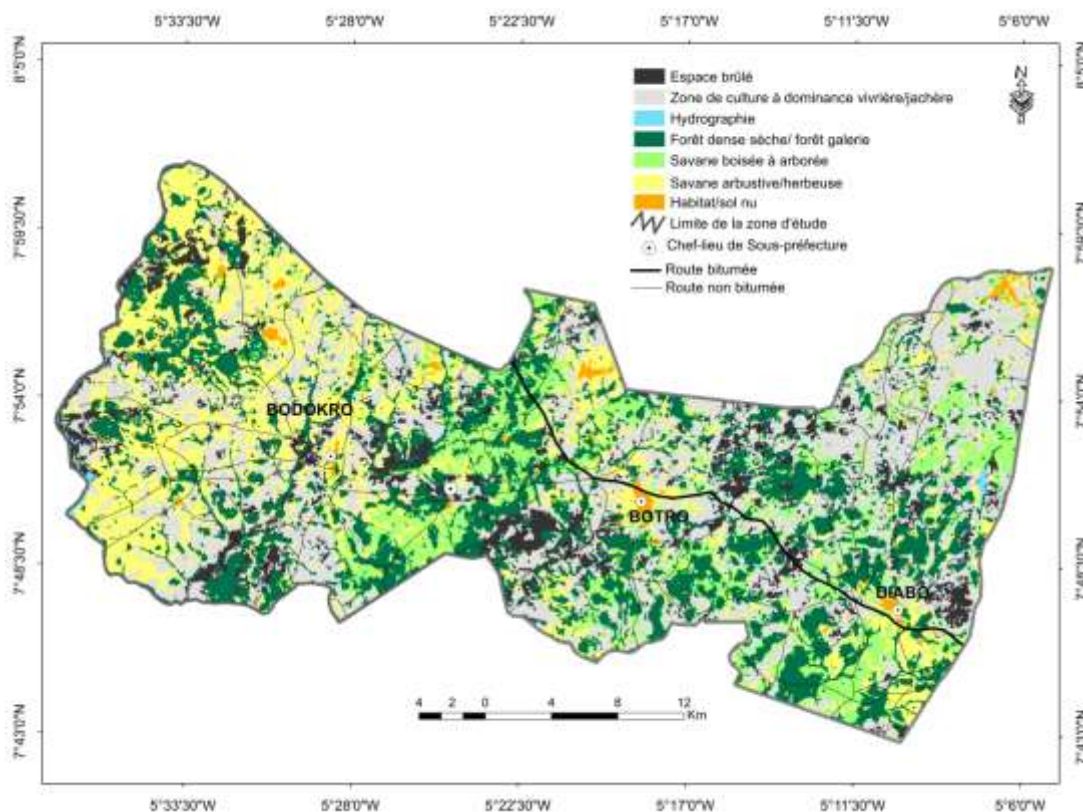 5°33'30"W 5°28'0"W 5°22'30"W 5°17'0"W 5°11'30"W 5°6'0"W
8°5'0"N
7°59'30"N
7°54'0"N
7°48'30"N
7°43'0"N
N
Espace brûlé
Zone de culture à dominance vivrière/jachère
Hydrographie
Forêt dense sèche/ forêt galerie
Savane boisée à arborée
Savane arbustive/herbeuse
Habitat/sol nu
Limite de la zone d'étude
Chef-lieu de Sous-préfecture
Route bitumée
Route non bitumée
BODOKRO
BOTRO
DIABO
4 2 0 4 8 12
Km
5°33'30"W 5°28'0"W 5°22'30"W 5°17'0"W 5°11'30"W 5°6'0"W